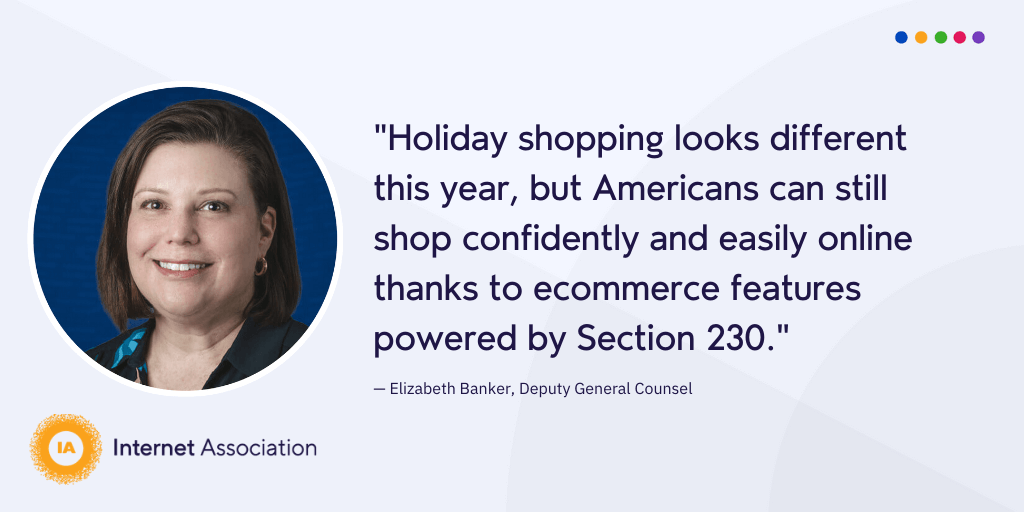 "Holiday shopping looks different
this year, but Americans can still
shop confidently and easily online
thanks to ecommerce features
powered by Section 230."
— Elizabeth Banker, Deputy General Counsel
IA
Internet Association